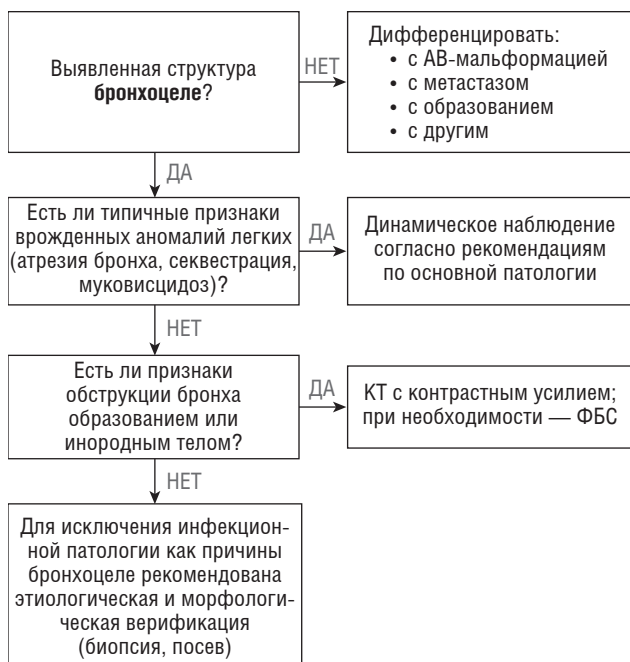 Выявленная структура
бронхоцеле?
НЕТ
Дифференцировать:
• с АВ-мальформацией
• с метастазом
• с образованием
• с другим
ДА
Есть ли типичные признаки
врожденных аномалий легких
(атрезия бронха, секвестрация,
муковисцидоз)?
ДА
Динамическое наблюдение
согласно рекомендациям
по основной патологии
НЕТ
Есть ли признаки
обструкции бронха
образованием или
инородным телом?
ДА
КТ с контрастным усилием;
при необходимости — ФБС
НЕТ
Для исключения инфекцион-
ной патологии как причины
бронхоцеле рекомендована
этиологическая и морфологи-
ческая верификация
(биопсия, посев)